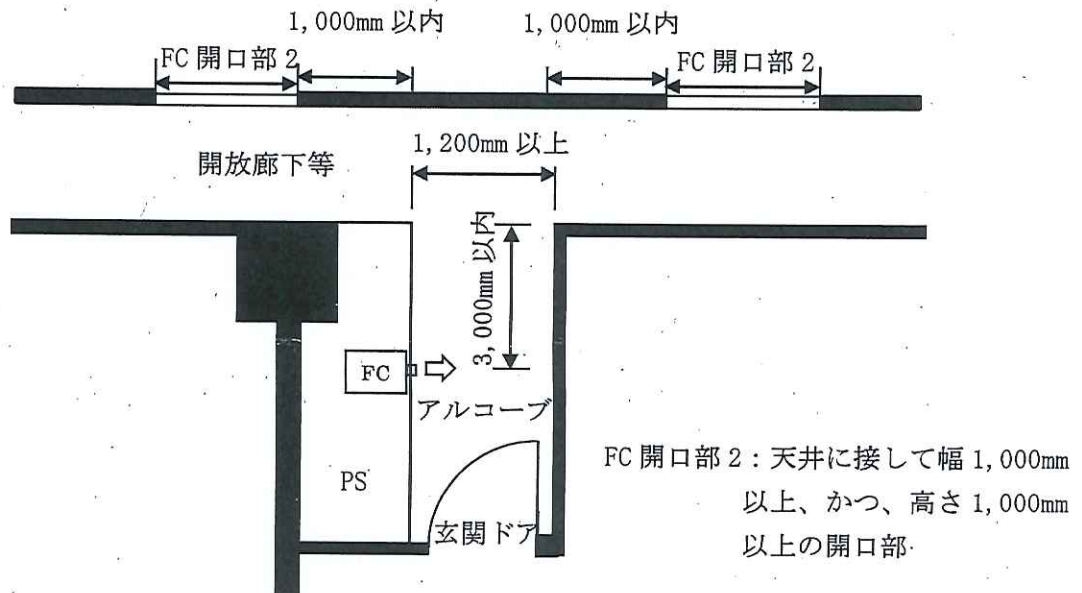 1,000mm 以内
1,000mm 以内
FC 開口部 2
FC 開口部 2
1,200mm 以上
開放廊下等
3,000mm 以内
FC
アルコーブ
PS
玄関ドア
FC 開口部 2：天井に接して幅 1,000mm
以上、かつ、高さ 1,000mm
以上の開口部